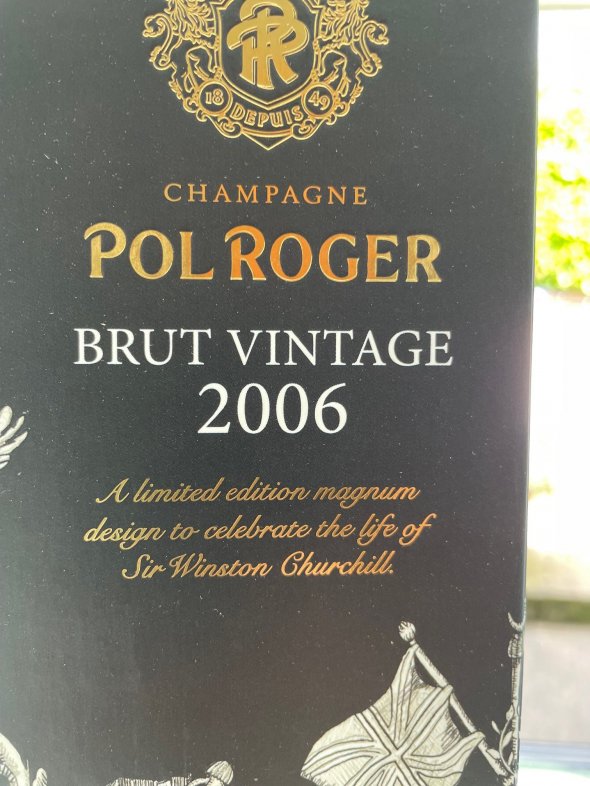 PR
18 DEPUIS 49
CHAMPAGNE
POL ROGER
BRUT VINTAGE
2006
A limited edition magnum
design to celebrate the life of
Sir Winston Churchill.